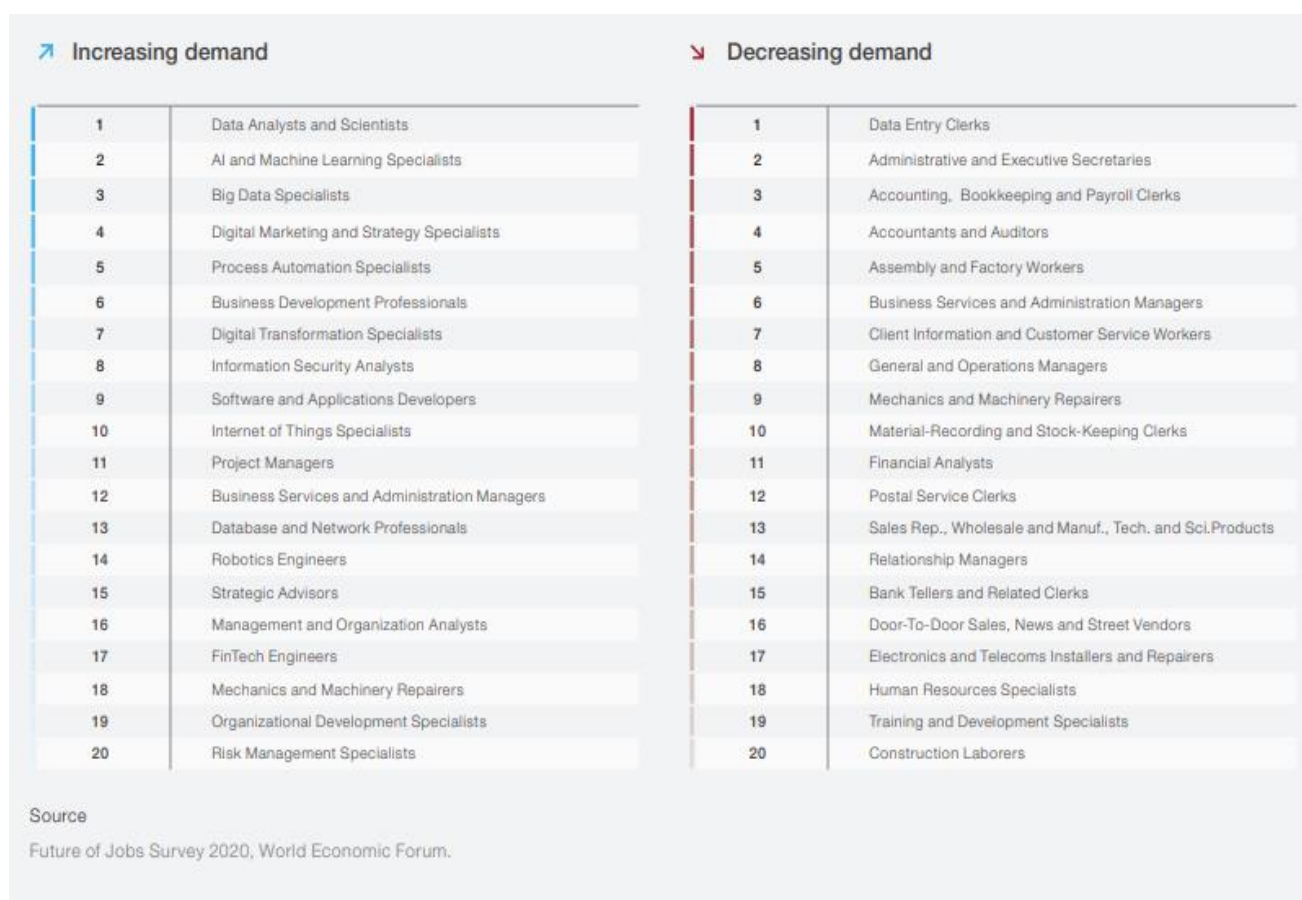 Increasing demand
1 Data Analysts and Scientists
2 AI and Machine Learning Specialists
3 Big Data Specialists
4 Digital Marketing and Strategy Specialists
5 Process Automation Specialists
6 Business Development Professionals
7 Digital Transformation Specialists
8 Information Security Analysts
9 Software and Applications Developers
10 Internet of Things Specialists
11 Project Managers
12 Business Services and Administration Managers
13 Database and Network Professionals
14 Robotics Engineers
15 Strategic Advisors
16 Management and Organization Analysts
17 FinTech Engineers
18 Mechanics and Machinery Repairers
19 Organizational Development Specialists
20 Risk Management Specialists
Decreasing demand
1 Data Entry Clerks
2 Administrative and Executive Secretaries
3 Accounting, Bookkeeping and Payroll Clerks
4 Accountants and Auditors
5 Assembly and Factory Workers
6 Business Services and Administration Managers
7 Client Information and Customer Service Workers
8 General and Operations Managers
9 Mechanics and Machinery Repairers
10 Material-Recording and Stock-Keeping Clerks
11 Financial Analysts
12 Postal Service Clerks
13 Sales Rep., Wholesale and Manuf., Tech. and Sci.Products
14 Relationship Managers
15 Bank Tellers and Related Clerks
16 Door-To-Door Sales, News and Street Vendors
17 Electronics and Telecoms Installers and Repairers
18 Human Resources Specialists
19 Training and Development Specialists
20 Construction Laborers
Source
Future of Jobs Survey 2020, World Economic Forum.